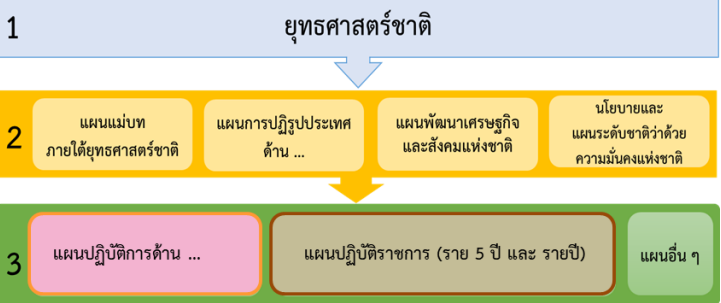 1
ยุทธศาสตร์ชาติ
2
แผนแม่บท
ภายใต้ยุทธศาสตร์ชาติ
แผนการปฏิรูปประเทศ
ด้าน ...
แผนพัฒนาเศรษฐกิจ
และสังคมแห่งชาติ
นโยบายและ
แผนระดับชาติว่าด้วย
ความมั่นคงแห่งชาติ
3
แผนปฏิบัติการด้าน ...
แผนปฏิบัติราชการ (ราย 5 ปี และ รายปี)
แผนอื่น ๆ